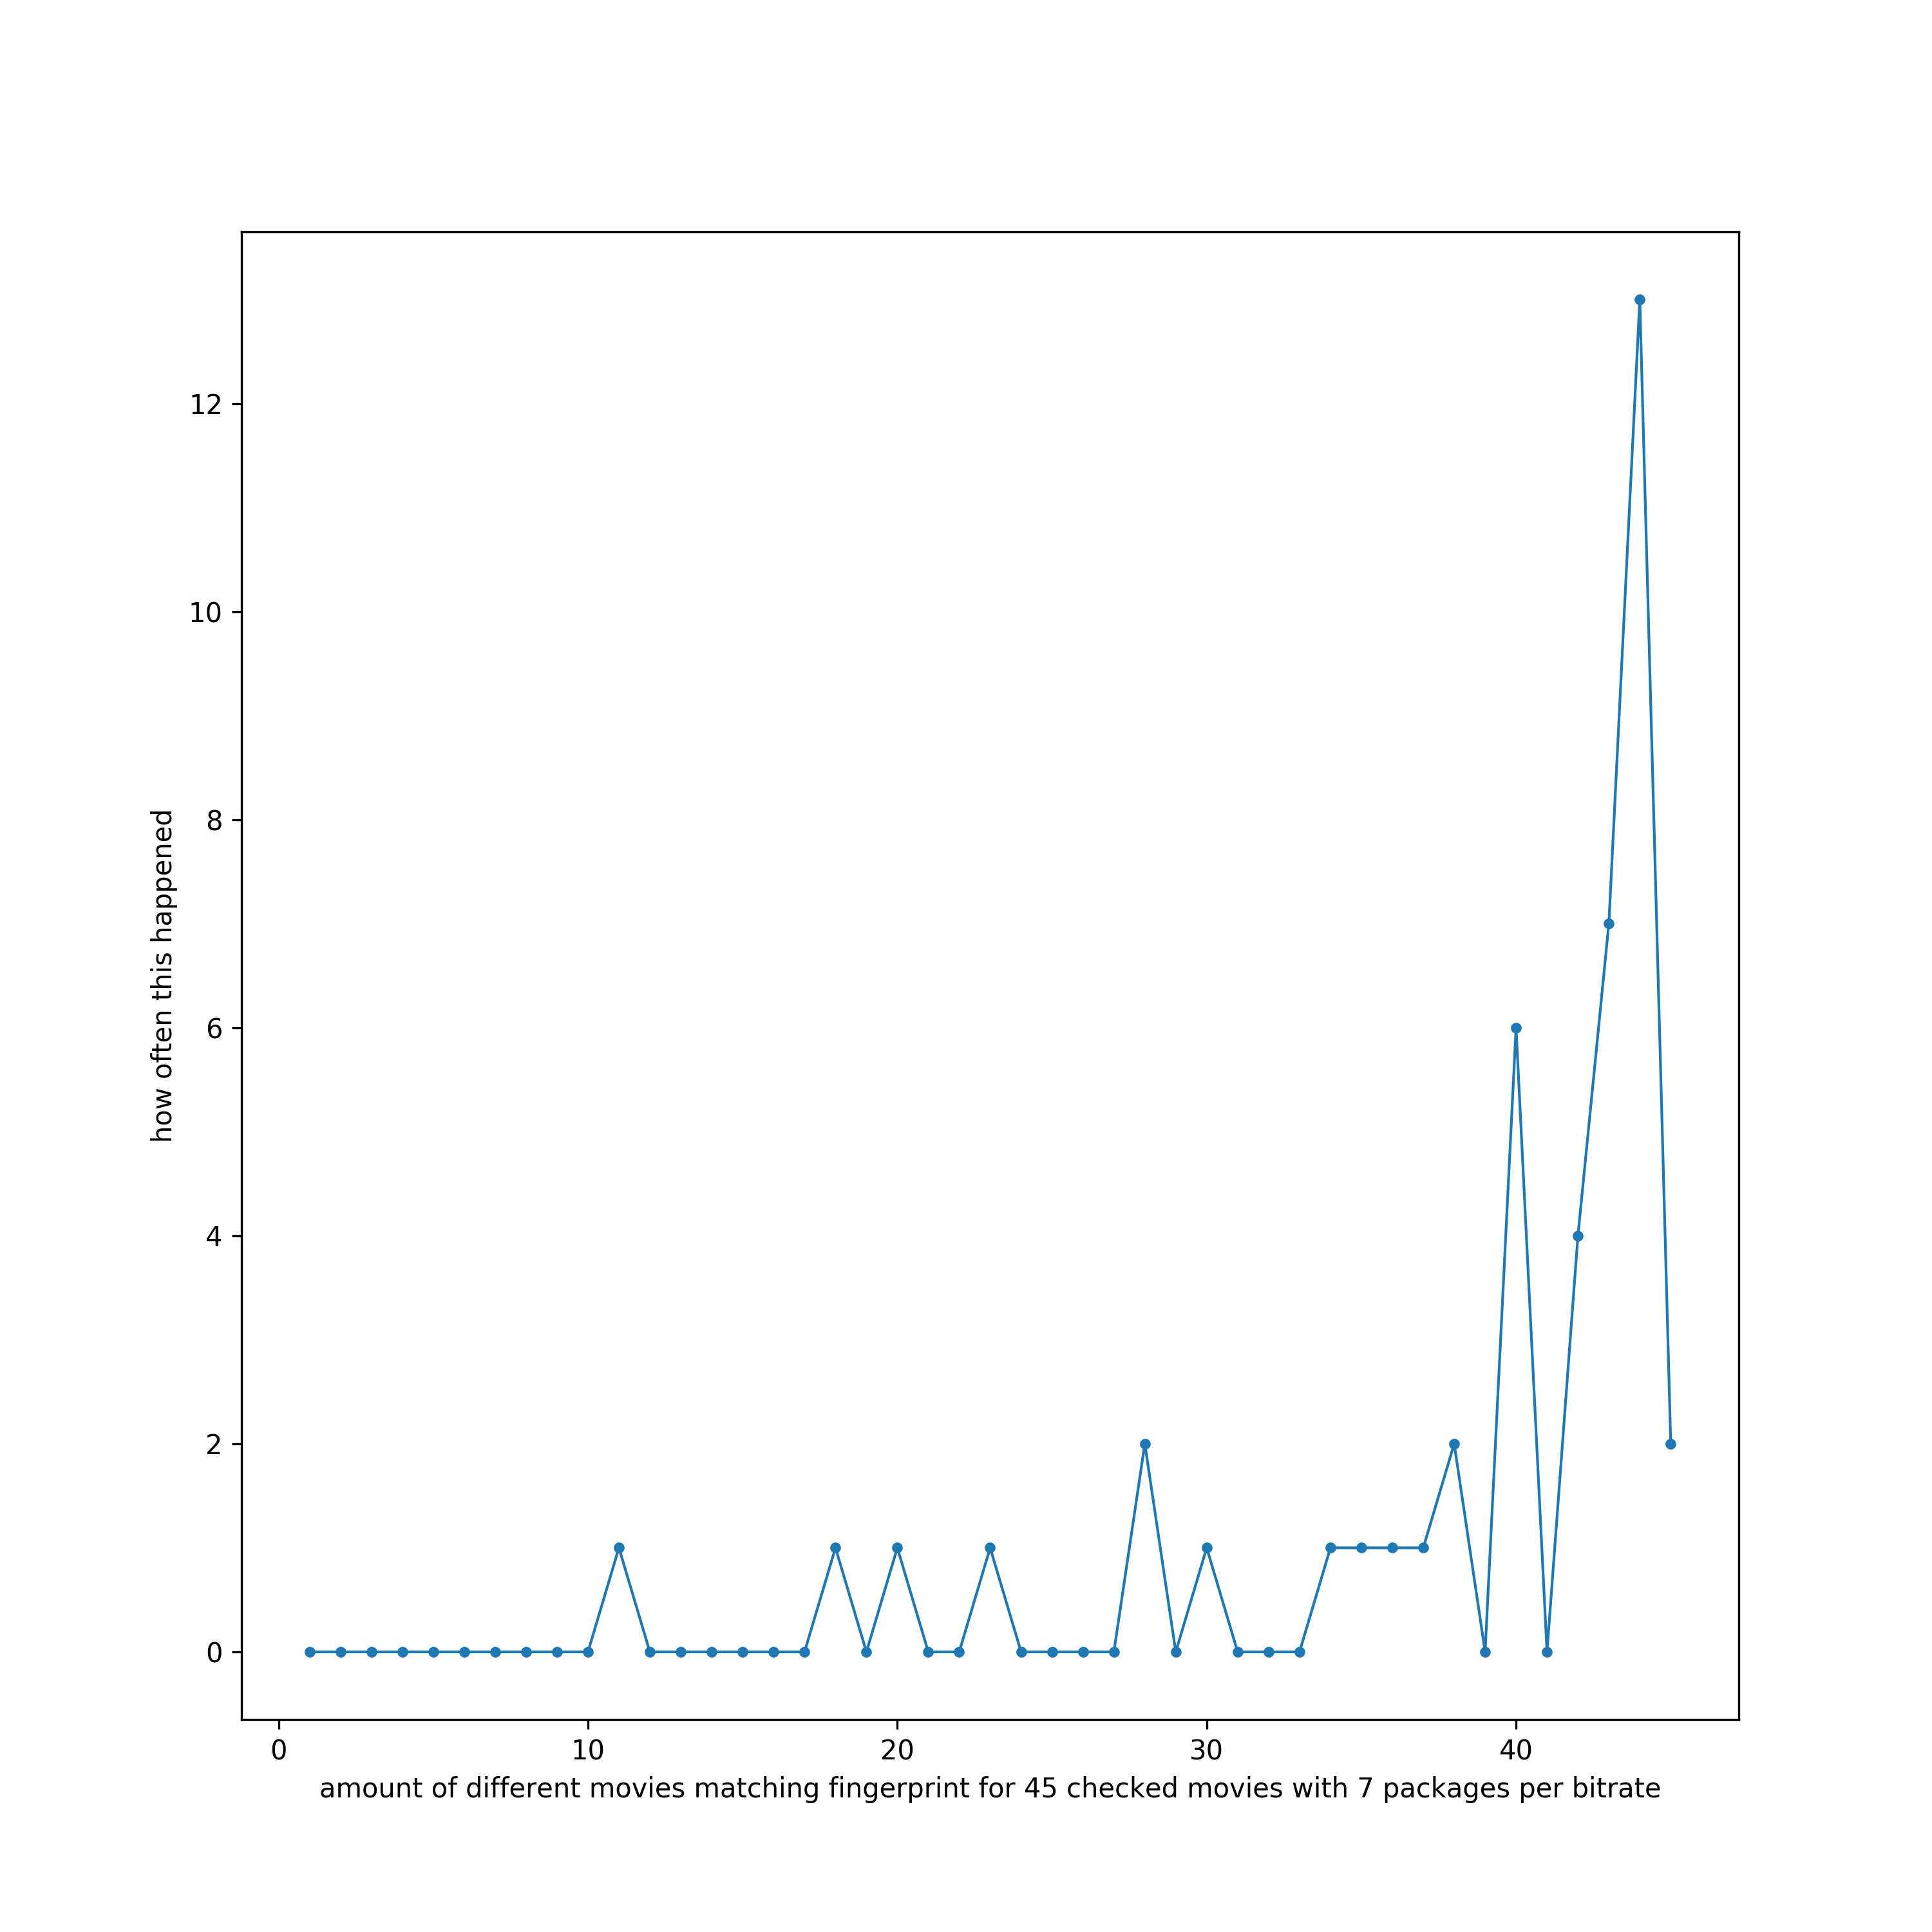 12
10
8
6
4
2
0
how often this happened
0 10 20 30 40
amount of different movies matching fingerprint for 45 checked movies with 7 packages per bitrate